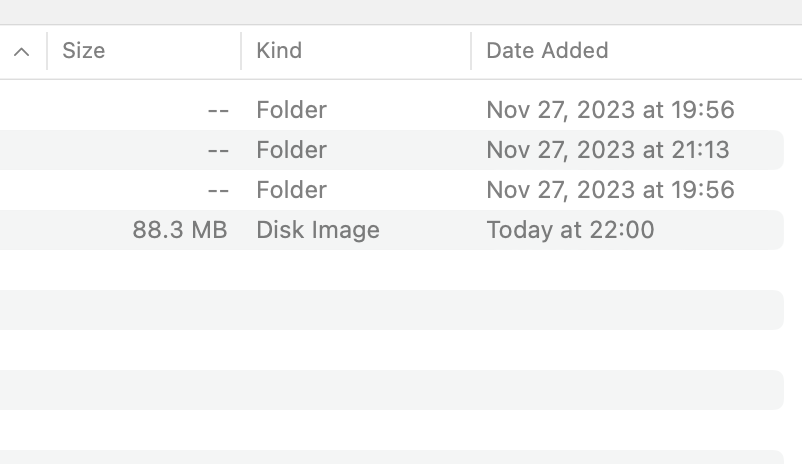 Size Kind Date Added
-- Folder Nov 27, 2023 at 19:56
-- Folder Nov 27, 2023 at 21:13
-- Folder Nov 27, 2023 at 19:56
88.3 MB Disk Image Today at 22:00